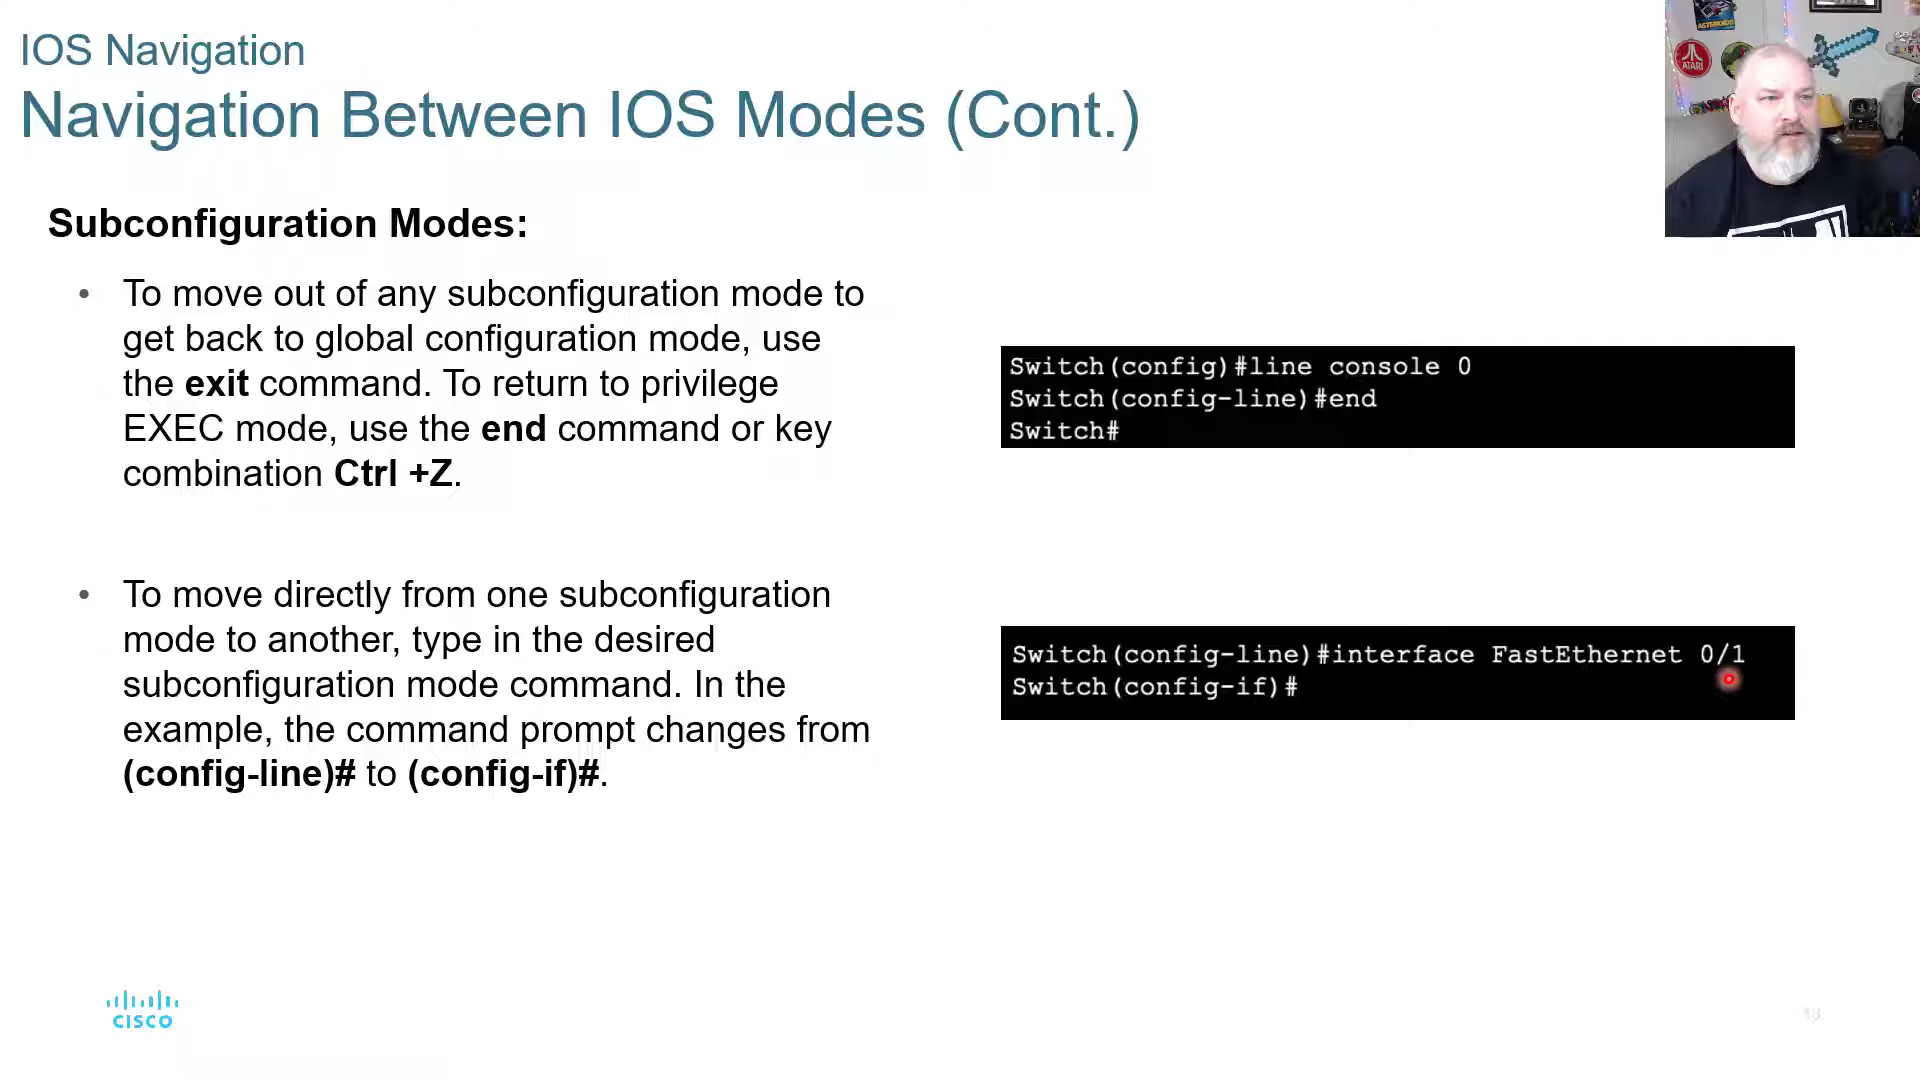 IOS Navigation
Navigation Between IOS Modes (Cont.)
ASTEROIDS
ATARI
Subconfiguration Modes:
• To move out of any subconfiguration mode to
get back to global configuration mode, use
the exit command. To return to privilege
EXEC mode, use the end command or key
combination Ctrl +Z.
Switch(config)#line console 0
Switch(config-line)#end
Switch#
• To move directly from one subconfiguration
mode to another, type in the desired
subconfiguration mode command. In the
example, the command prompt changes from
(config-line)# to (config-if)#.
Switch(config-line)#interface FastEthernet 0/1
Switch(config-if)#
CISCO